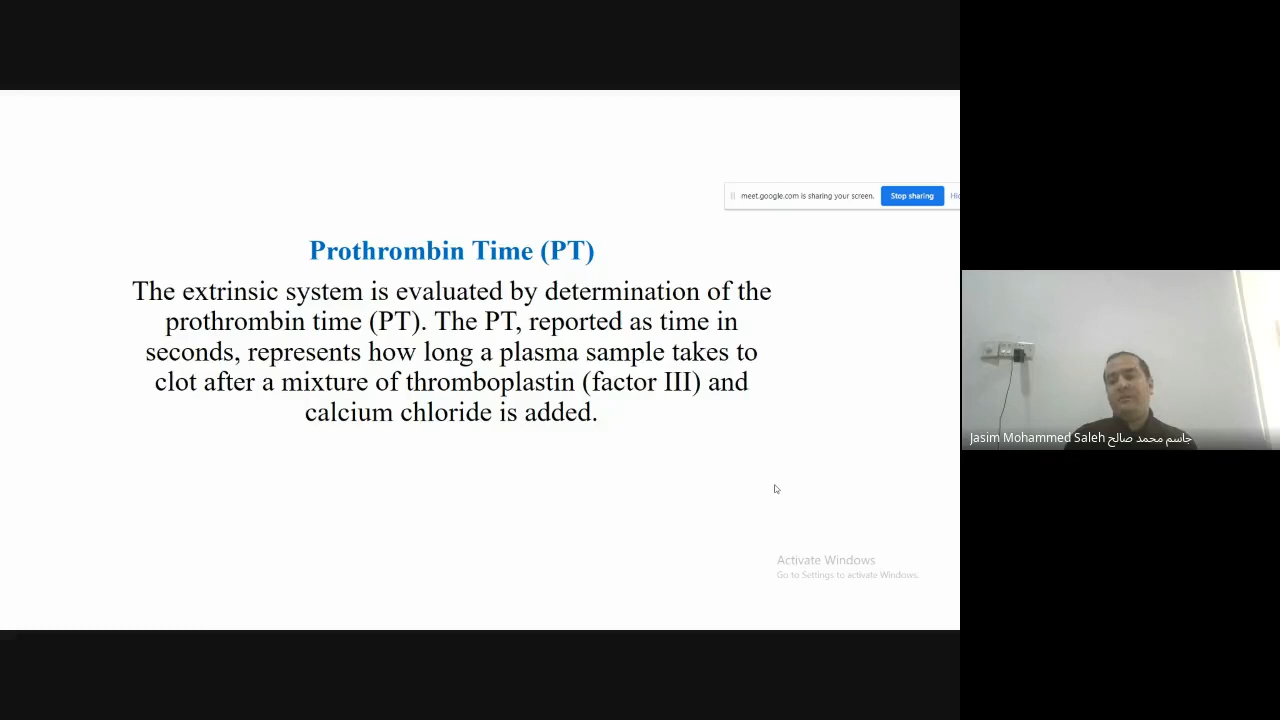 meet.google.com is sharing your screen.
Stop sharing
Prothrombin Time (PT)
The extrinsic system is evaluated by determination of the
prothrombin time (PT). The PT, reported as time in
seconds, represents how long a plasma sample takes to
clot after a mixture of thromboplastin (factor III) and
calcium chloride is added.
Jasim Mohammed Saleh جاسم محمد صالح
Activate Windows
Go to Settings to activate Windows.